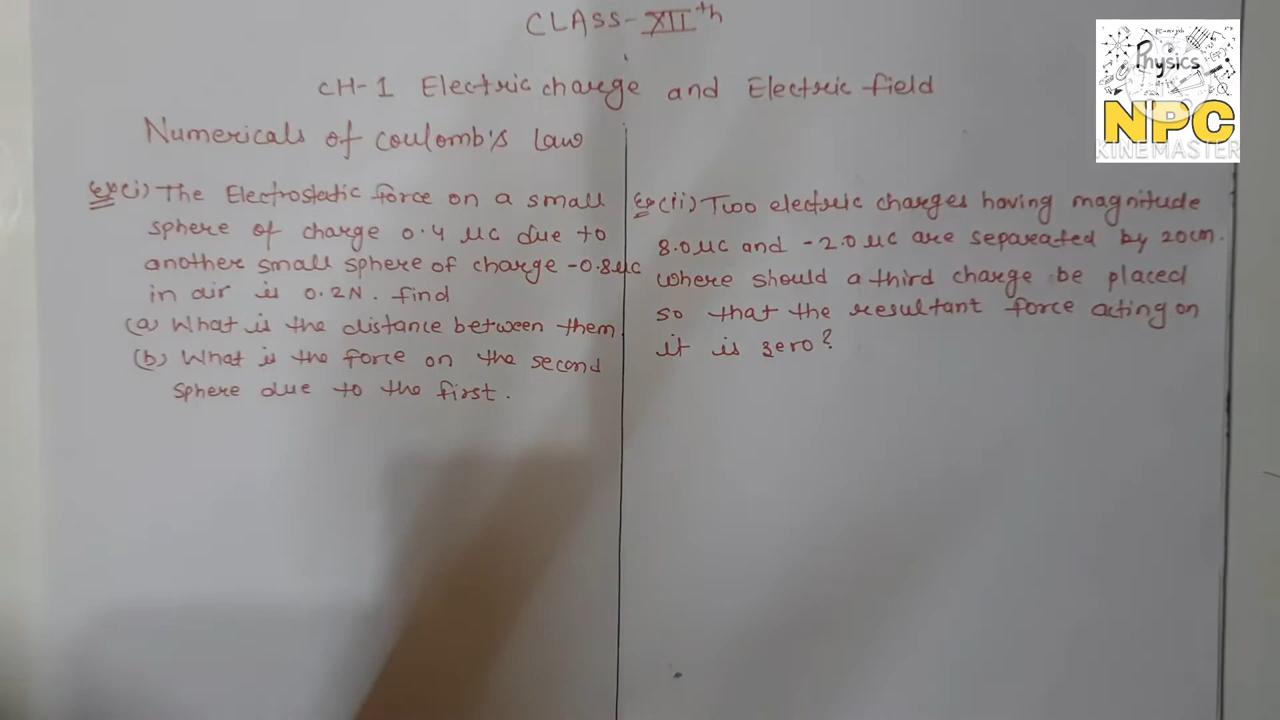 CLASS-XIIth
CH-1 Electric charge and Electric field
Numericals of coulomb's law
Ex(i) The Electrostatic force on a small
sphere of charge 0.4 μc due to
another small sphere of charge -0.8μc
in air is 0.2N. find
(a) What is the distance between them
(b) What is the force on the second
sphere due to the first.
Ex(ii) Two electric charges having magnitude
8.0μc and -2.0μc are separated by 20cm.
where should a third charge be placed
so that the resultant force acting on
it is zero?
Physics
NPC
KINEMASTER